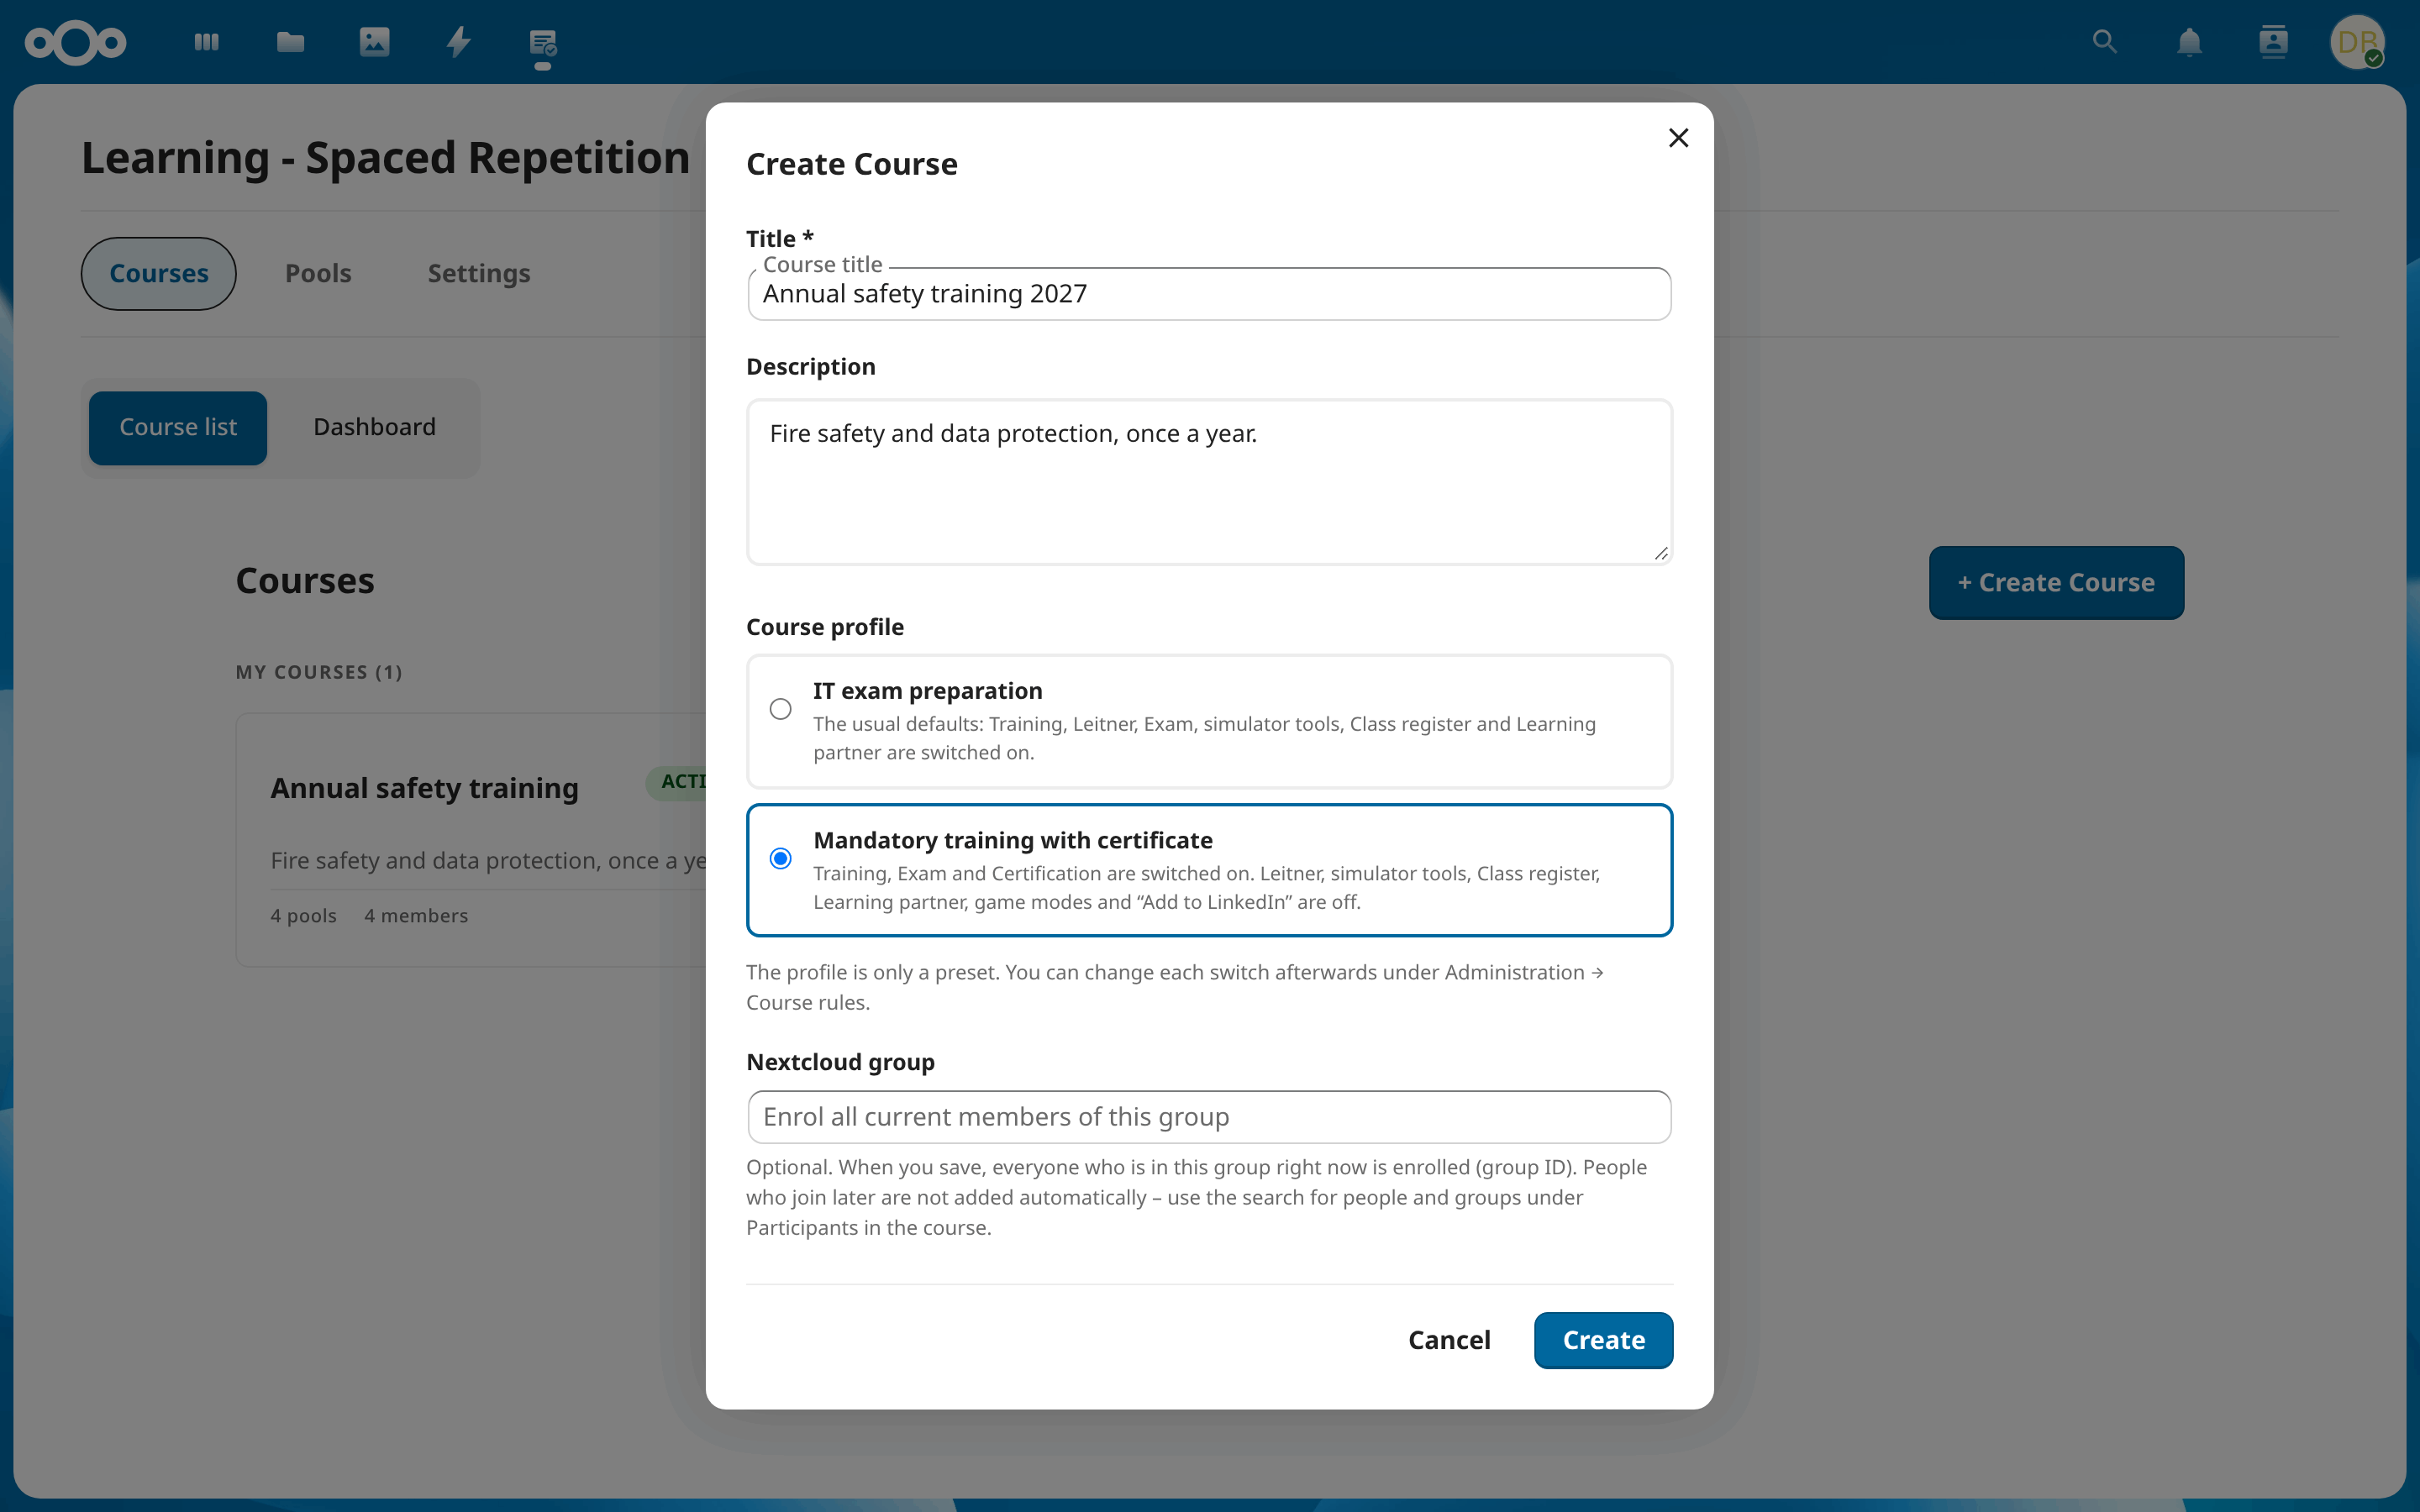 DB
Learning - Spaced Repetition
Courses
Pools
Settings
Course list
Dashboard
Courses
+ Create Course
MY COURSES (1)
Annual safety training
Fire safety and data protection, once a
4 pools
4 members
Create Course
Title *
Course title
Annual safety training 2027
Description
Fire safety and data protection, once a year.
Course profile
IT exam preparation
The usual defaults: Training, Leitner, Exam, simulator tools, Class register and Learning
partner are switched on.
Mandatory training with certificate
Training, Exam and Certification are switched on. Leitner, simulator tools, Class register,
Learning partner, game modes and “Add to LinkedIn” are off.
The profile is only a preset. You can change each switch afterwards under Administration →
Course rules.
Nextcloud group
Enrol all current members of this group
Optional. When you save, everyone who is in this group right now is enrolled (group ID). People
who join later are not added automatically – use the search for people and groups under
Participants in the course.
Cancel
Create